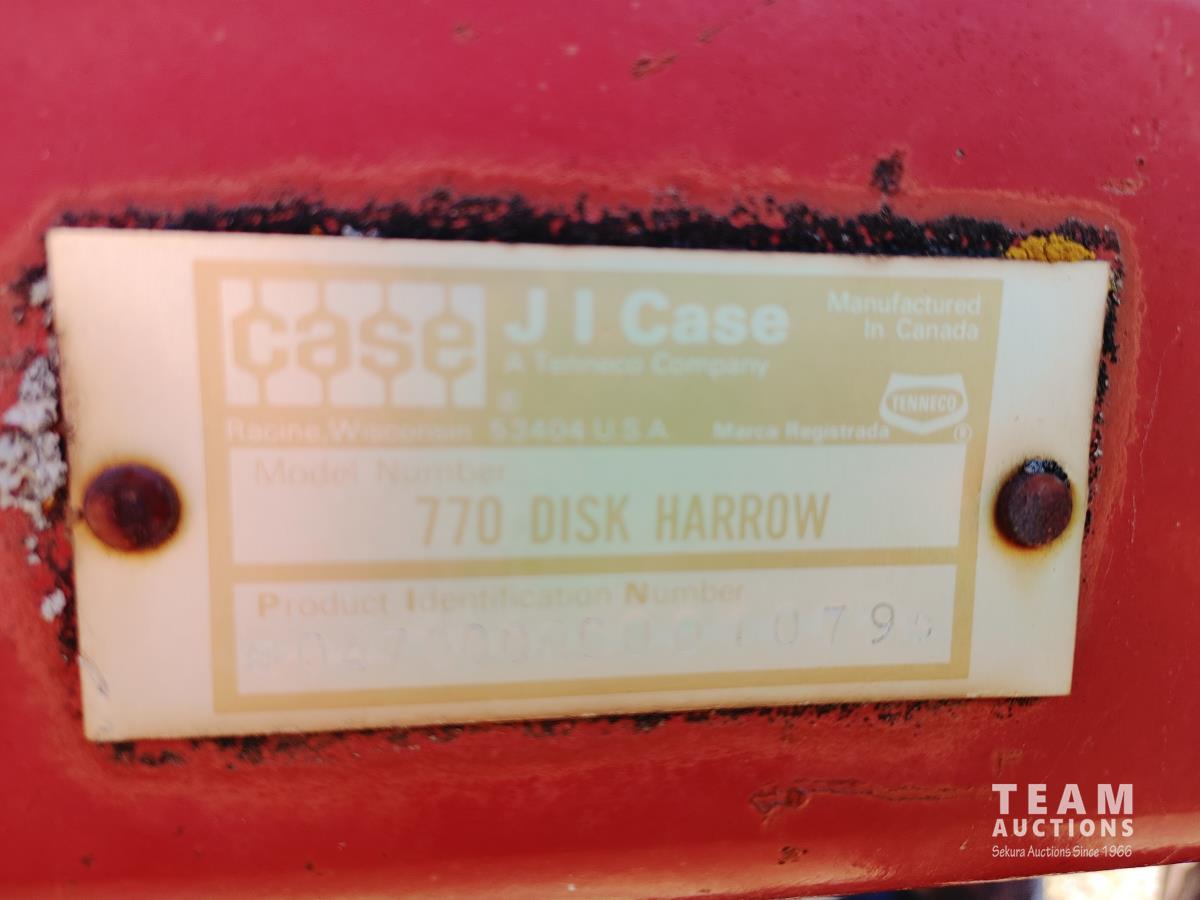 case
J I Case
A Tenneco Company
Manufactured
In Canada
TENNECO
®
®
Racine, Wisconsin 53404 U.S.A.
Marca Registrada
Model Number
770 DISK HARROW
Product Identification Number
TEAM
AUCTIONS
Sekura Auctions Since 1966